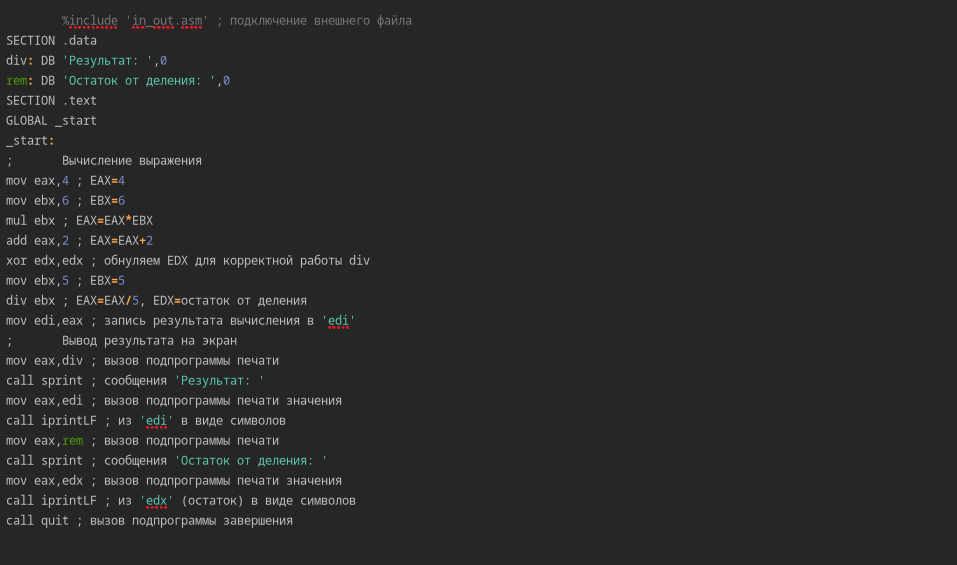 %include 'in_out.asm' ; подключение внешнего файла
SECTION .data
div: DB 'Результат: ',0
rem: DB 'Остаток от деления: ',0
SECTION .text
GLOBAL _start
_start:
; Вычисление выражения
mov eax,4 ; EAX=4
mov ebx,6 ; EBX=6
mul ebx ; EAX=EAX*EBX
add eax,2 ; EAX=EAX+2
xor edx,edx ; обнуляем EDX для корректной работы div
mov ebx,5 ; EBX=5
div ebx ; EAX=EAX/5, EDX=остаток от деления
mov edi,eax ; запись результата вычисления в 'edi'
; Вывод результата на экран
mov eax,div ; вызов подпрограммы печати
call sprint ; сообщения 'Результат: '
mov eax,edi ; вызов подпрограммы печати значения
call iprintLF ; из 'edi' в виде символов
mov eax,rem ; вызов подпрограммы печати
call sprint ; сообщения 'Остаток от деления: '
mov eax,edx ; вызов подпрограммы печати значения
call iprintLF ; из 'edx' (остаток) в виде символов
call quit ; вызов подпрограммы завершения